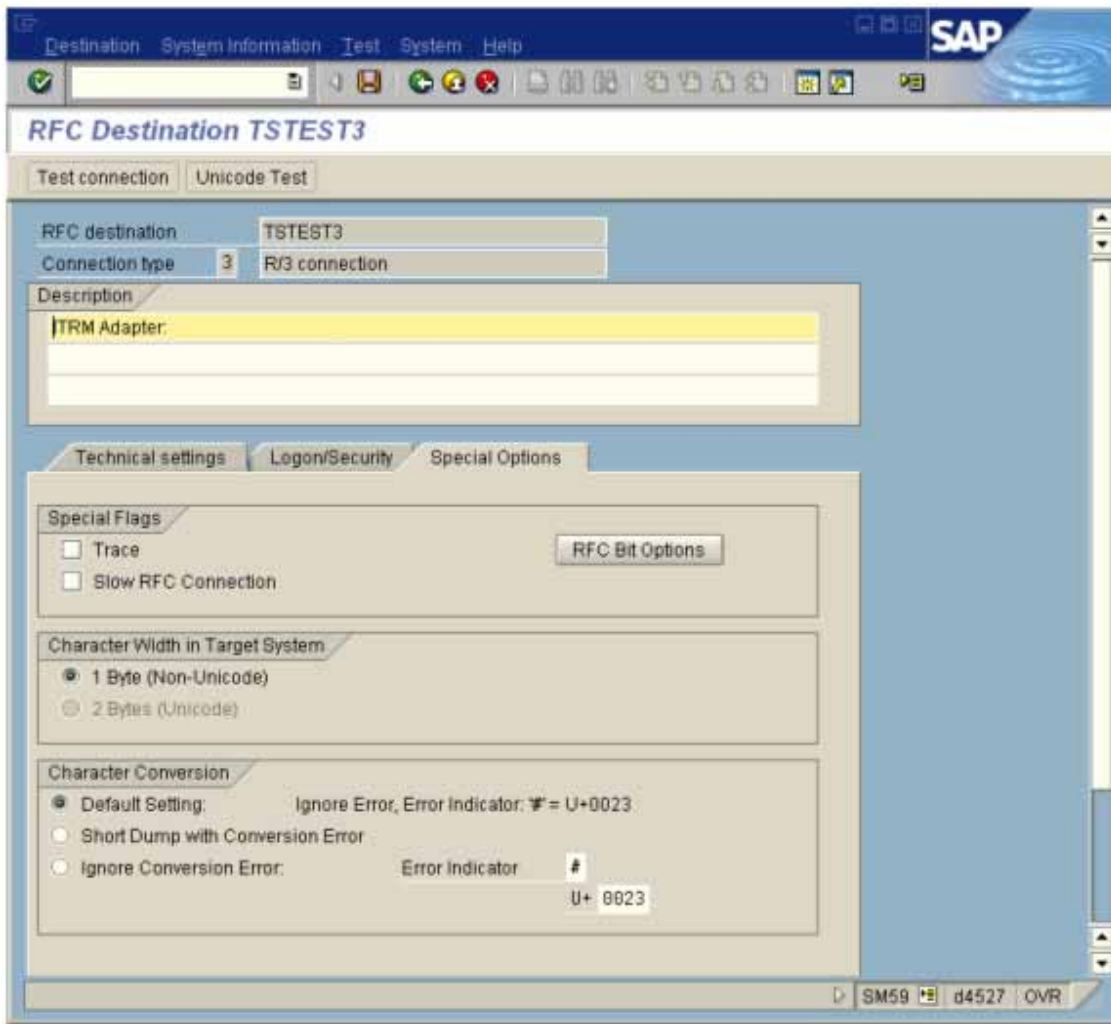 Destination System Information Test System Help
SAP
RFC Destination TSTEST3
Test connection Unicode Test
RFC destination TSTEST3
Connection type 3 R/3 connection
Description
ITRM Adapter:
Technical settings Logon/Security Special Options
Special Flags
Trace RFC Bit Options
Slow RFC Connection
Character Width in Target System
1 Byte (Non-Unicode)
2 Bytes (Unicode)
Character Conversion
Default Setting: Ignore Error, Error Indicator: '#' = U+0023
Short Dump with Conversion Error
Ignore Conversion Error: Error Indicator #
U+ 0023
SM59 d4527 OVR